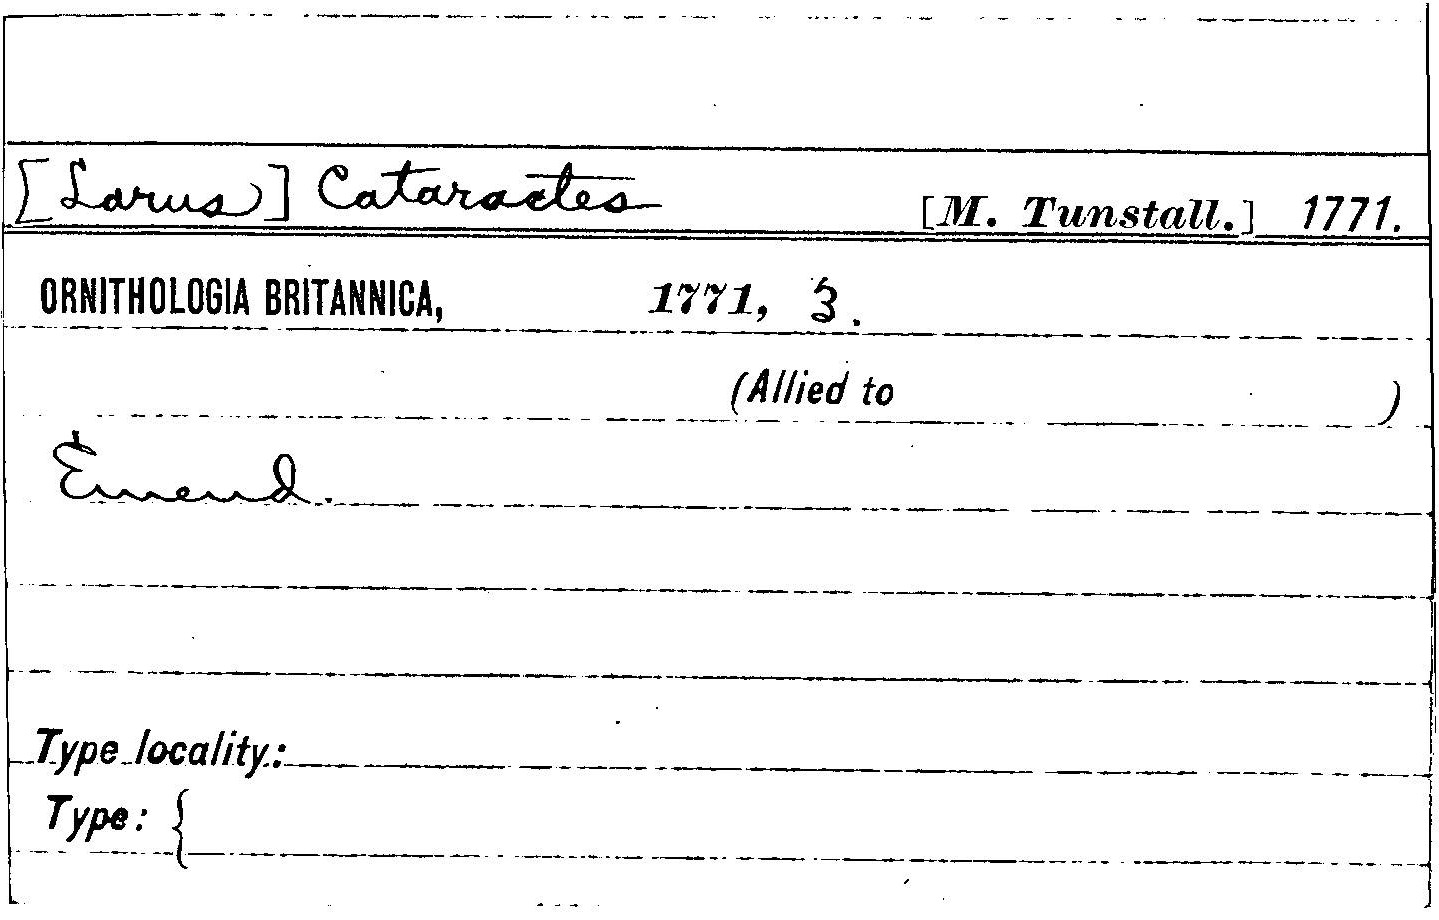 [Larus] Cataractes [M. Tunstall.] 1771.
ORNITHOLOGIA BRITANNICA, 1771, 3.
(Allied to )
Emend.
Type locality:
Type: {